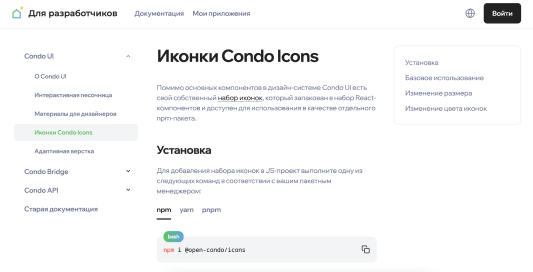 Для разработчиков
Документация
Мои приложения
Войти
Condo UI
О Condo UI
Интерактивная песочница
Материалы для дизайнеров
Иконки Condo Icons
Адаптивная верстка
Condo Bridge
Condo API
Старая документация
Иконки Condo Icons
Помимо основных компонентов в дизайн-системе Condo UI есть
свой собственный набор иконок, который запакован в набор React-
компонентов и доступен для использования в качестве отдельного
npm-пакета.
Установка
Для добавления набора иконок в JS-проект выполните одну из
следующих команд в соответствии с вашим пакетным
менеджером:
npm yarn pnpm
bash
npm i @open-condo/icons
Установка
Базовое использование
Изменение размера
Изменение цвета иконок